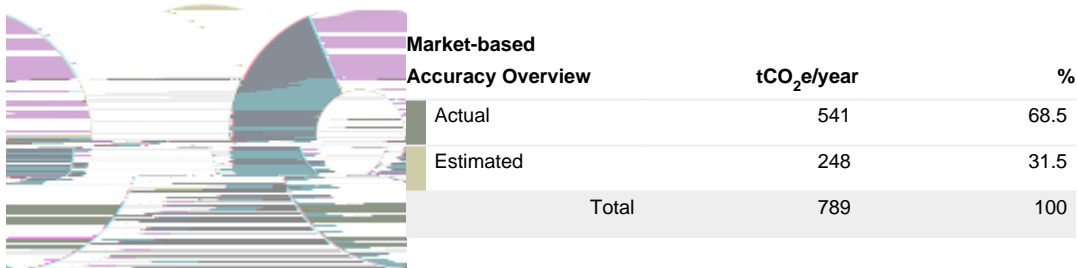 Market-based
Accuracy Overview tCO₂e/year %
Actual 541 68.5
Estimated 248 31.5
Total 789 100